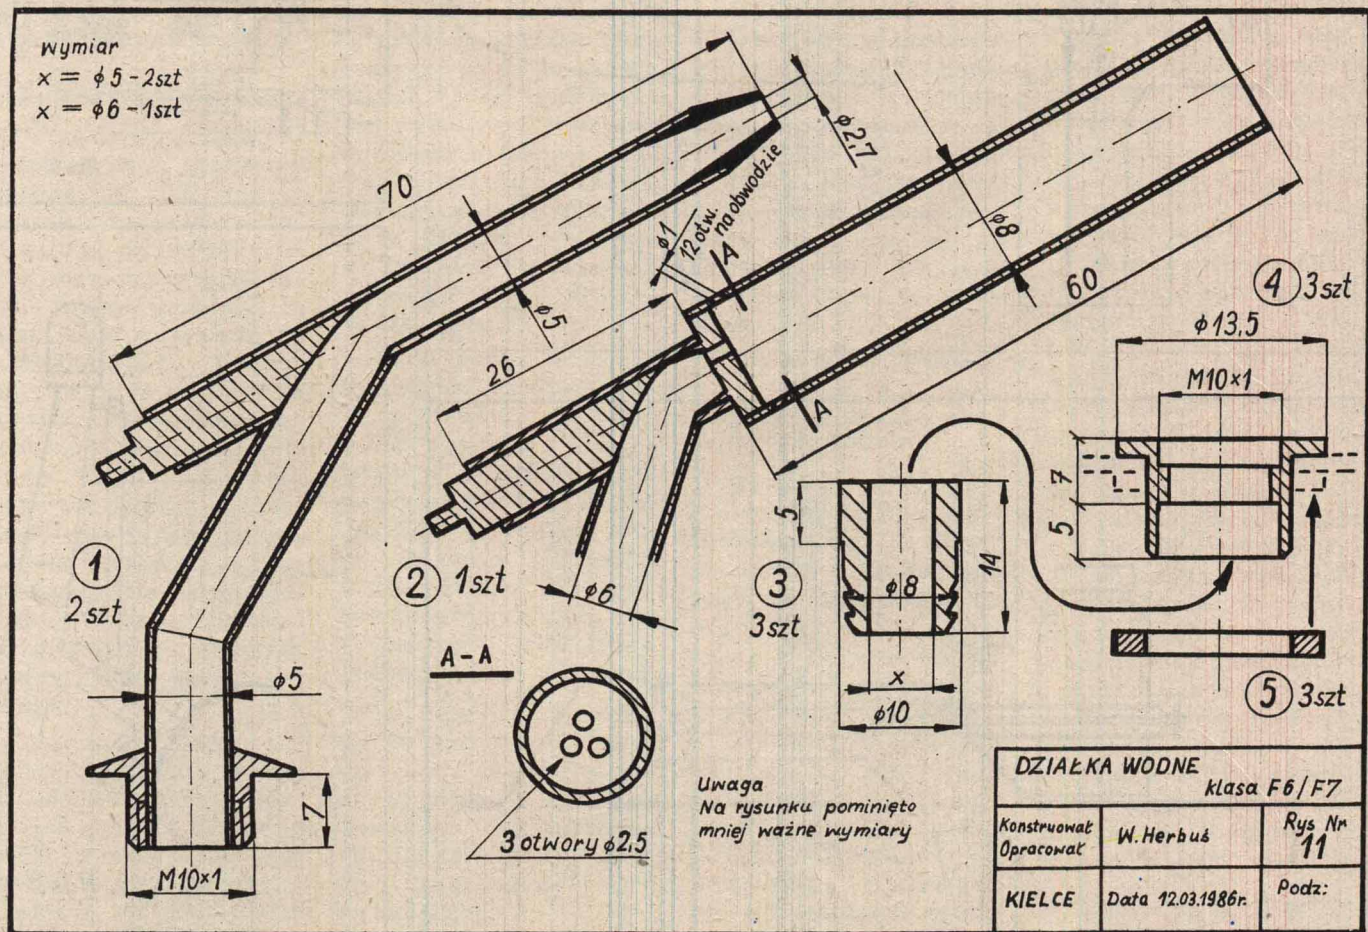 wymiar
x = ϕ5-2szt
x = ϕ6-1szt
70
ϕ2,7
ϕ1
12 otw.
na obwodzie
A
ϕ8
60
ϕ5
26
A
4 3szt
ϕ13,5
M10×1
7
5
1
2szt
2 1szt
ϕ6
3
3szt
5
14
ϕ8
x
ϕ10
5 3szt
A-A
ϕ5
7
M10×1
3 otwory ϕ2,5
Uwaga
Na rysunku pominięto
mniej ważne wymiary
DZIAŁKA WODNE
klasa F6/F7
Konstruował
Opracował
W. Herbuś
Rys Nr
11
KIELCE
Data 12.03.1986r.
Podz: